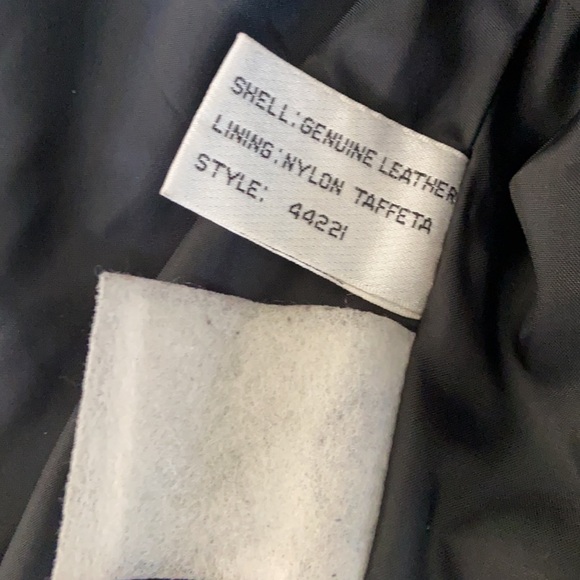 SHELL: GENUINE LEATHER
LINING: NYLON TAFFETA
STYLE: 44221